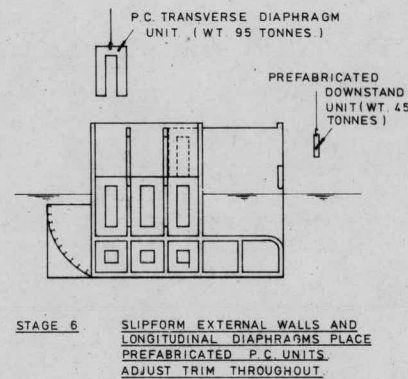 P.C. TRANSVERSE DIAPHRAGM
UNIT. (WT. 95 TONNES.)
PREFABRICATED
DOWNSTAND
UNIT (WT. 45
TONNES)
STAGE 6
SLIPFORM EXTERNAL WALLS AND
LONGITUDINAL DIAPHRAGMS PLACE
PREFABRICATED P.C. UNITS.
ADJUST TRIM THROUGHOUT.